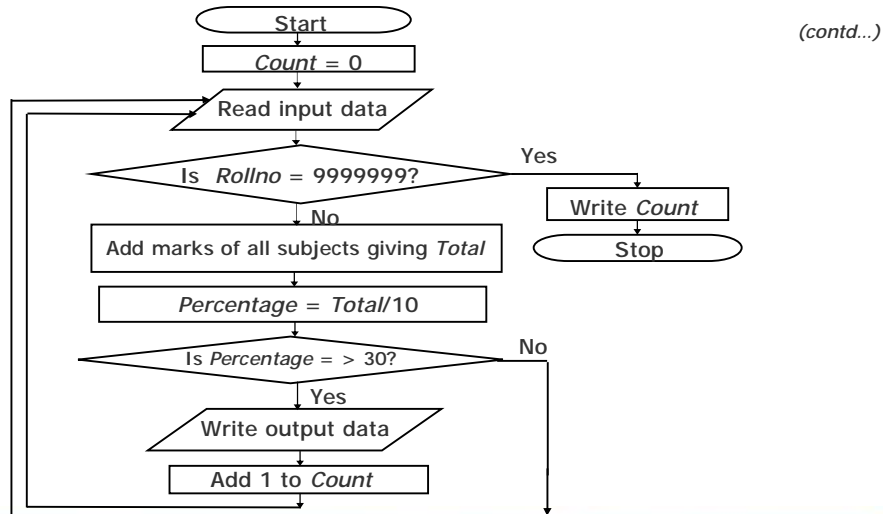 Start
(contd...)
Count = 0
Read input data
Is Rollno = 9999999?
Yes
No
Write Count
Stop
Add marks of all subjects giving Total
Percentage = Total/10
Is Percentage = > 30?
No
Yes
Write output data
Add 1 to Count